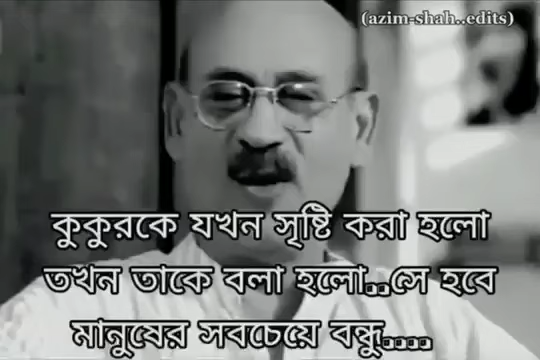 (azim-shah..edits)
কুকুরকে যখন সৃষ্টি করা হলো
তখন তাকে বলা হলো..সে হবে
মানুষের সবচেয়ে বন্ধু....